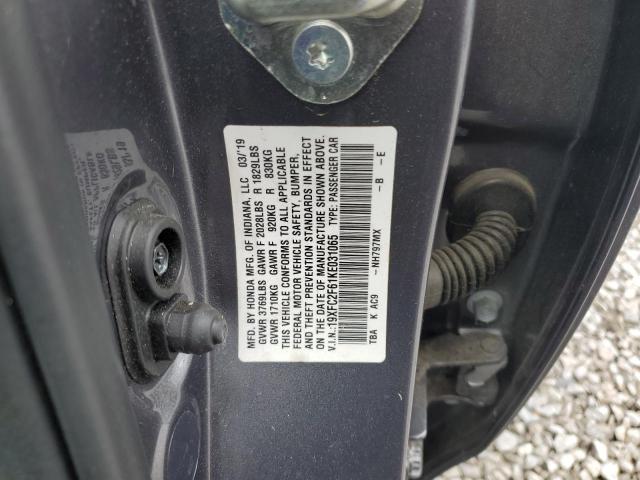 MFD. BY HONDA MFG. OF INDIANA, LLC 03/19
GVWR 3769LBS GAWR F 2028LBS R 1829LBS
GVWR 1710KG GAWR F 920KG R 830KG
THIS VEHICLE CONFORMS TO ALL APPLICABLE
FEDERAL MOTOR VEHICLE SAFETY, BUMPER,
AND THEFT PREVENTION STANDARDS IN EFFECT
ON THE DATE OF MANUFACTURE SHOWN ABOVE.
V.I.N.:19XFC2F61KE031065 TYPE: PASSENGER CAR
TBA K AC9 -NH797MX -B -E